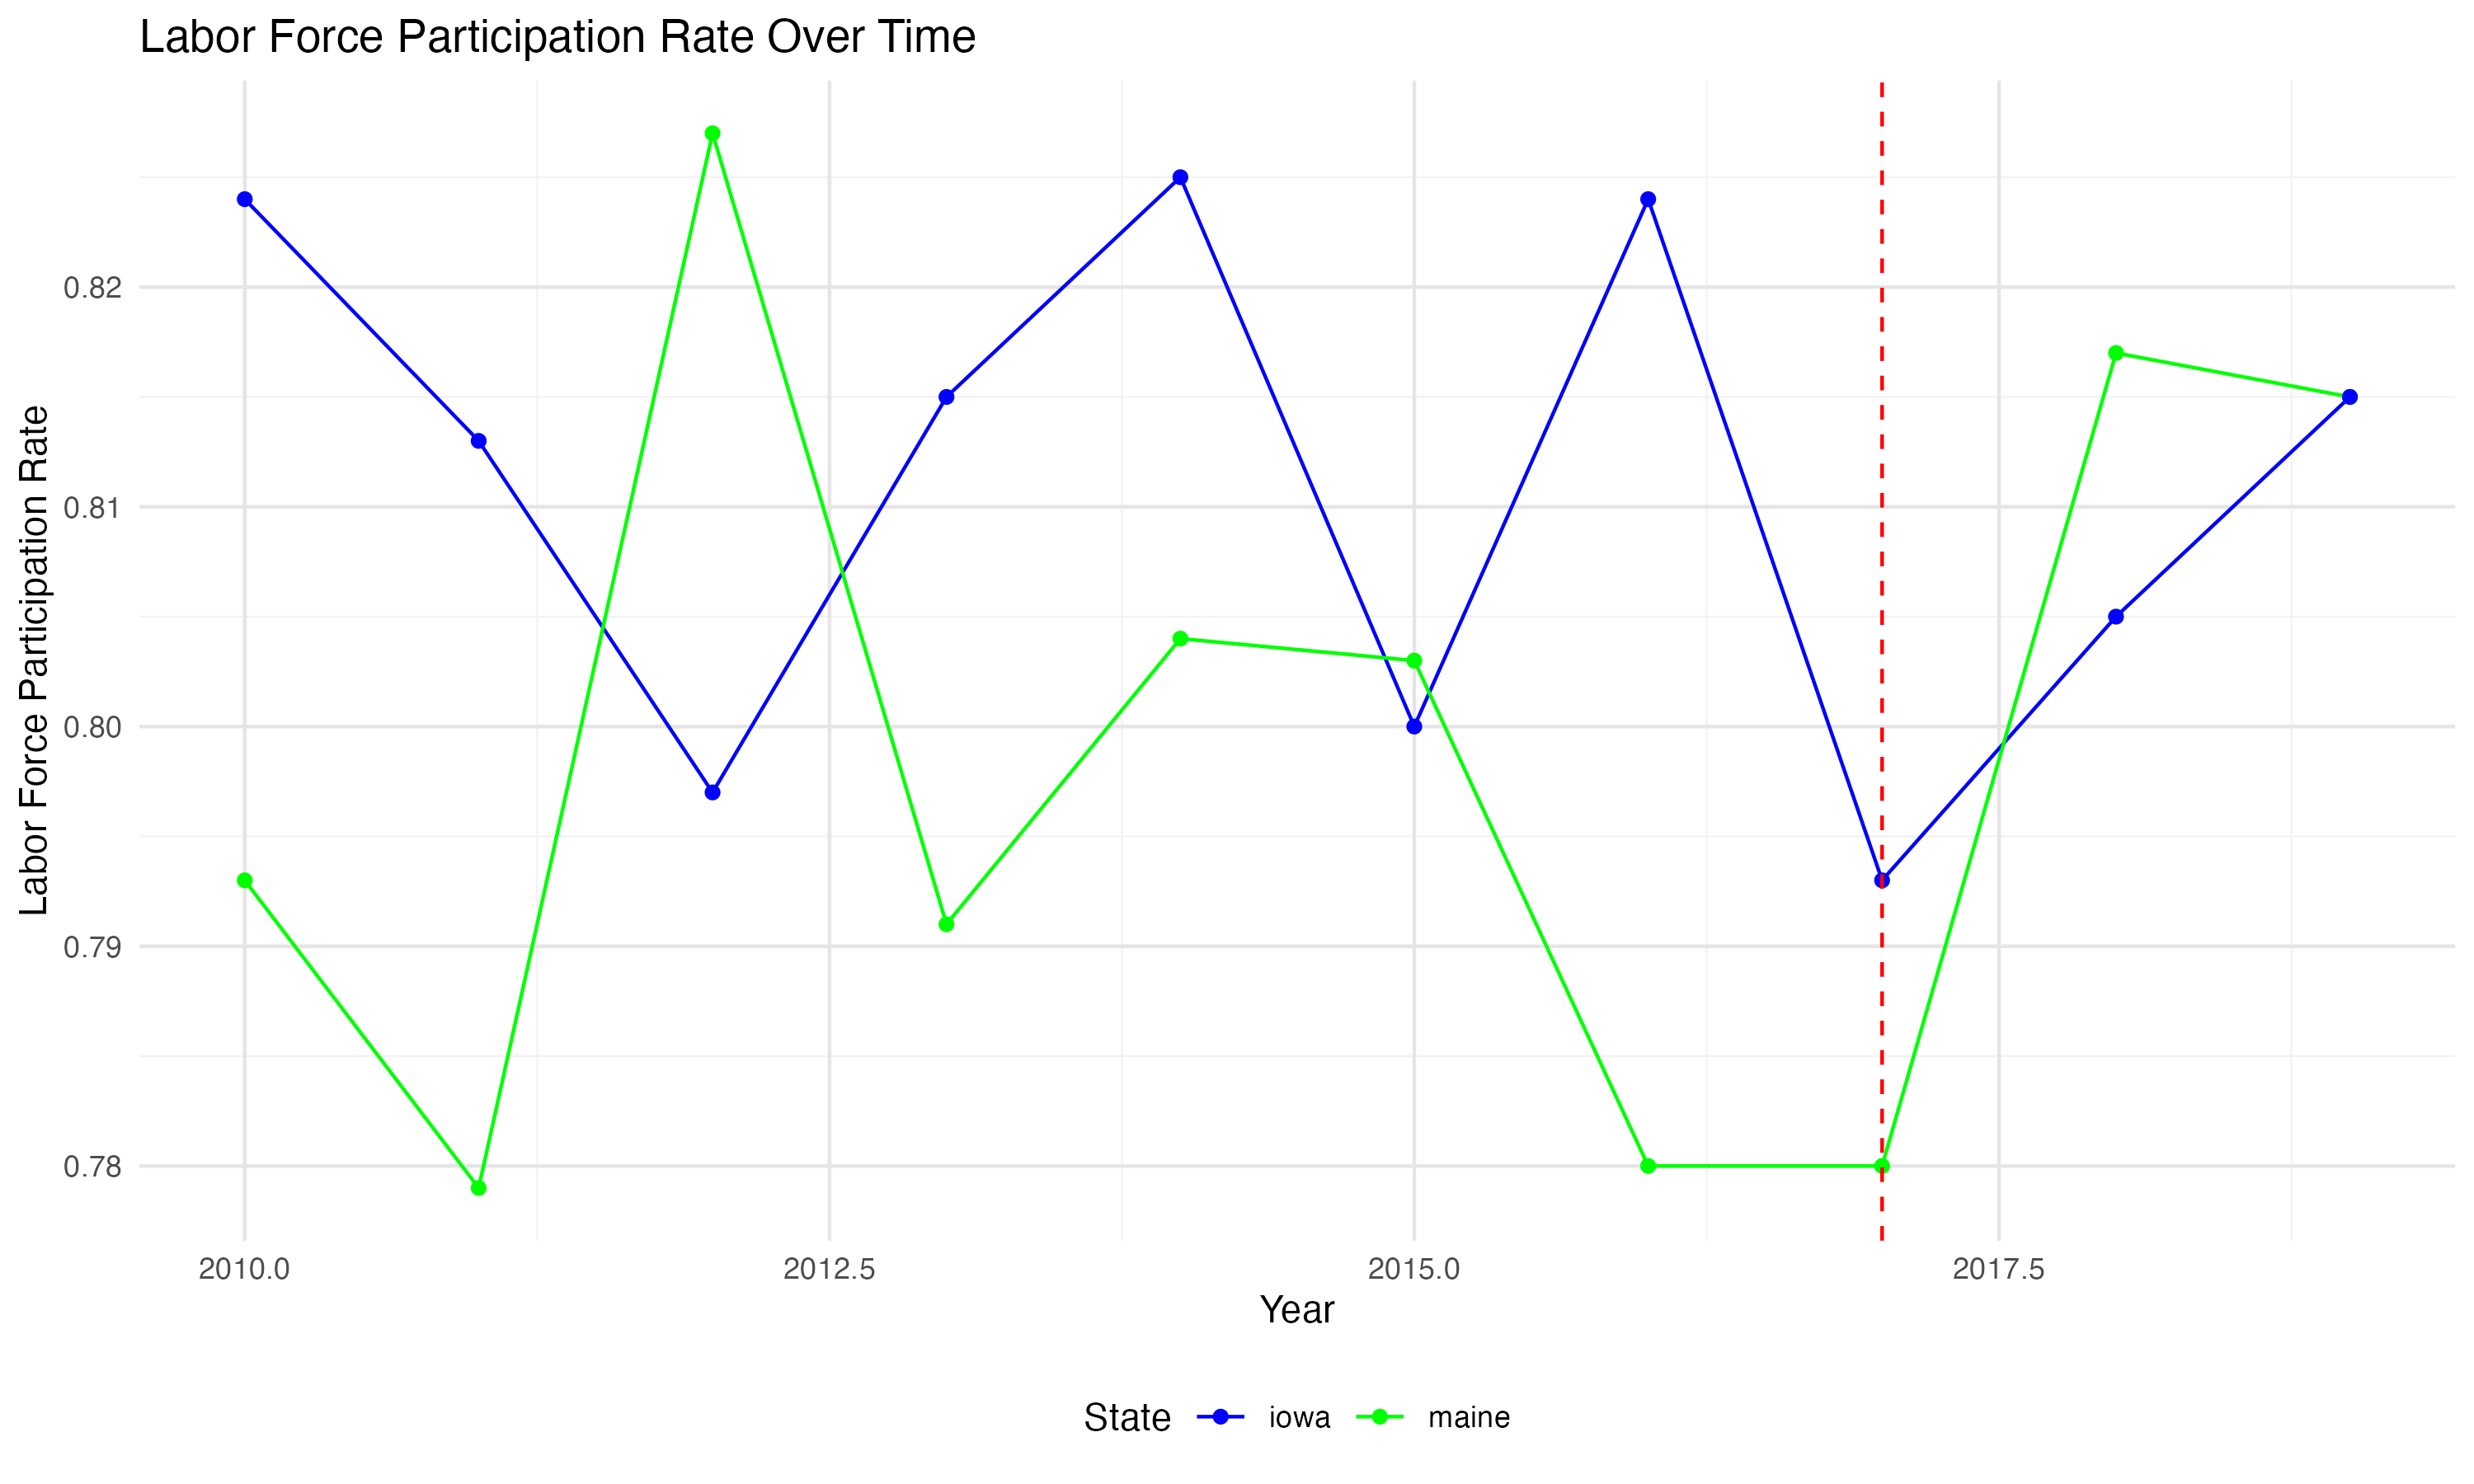 Labor Force Participation Rate Over Time
Labor Force Participation Rate
0.82
0.81
0.80
0.79
0.78
2010.0 2012.5 2015.0 2017.5
Year
State iowa maine